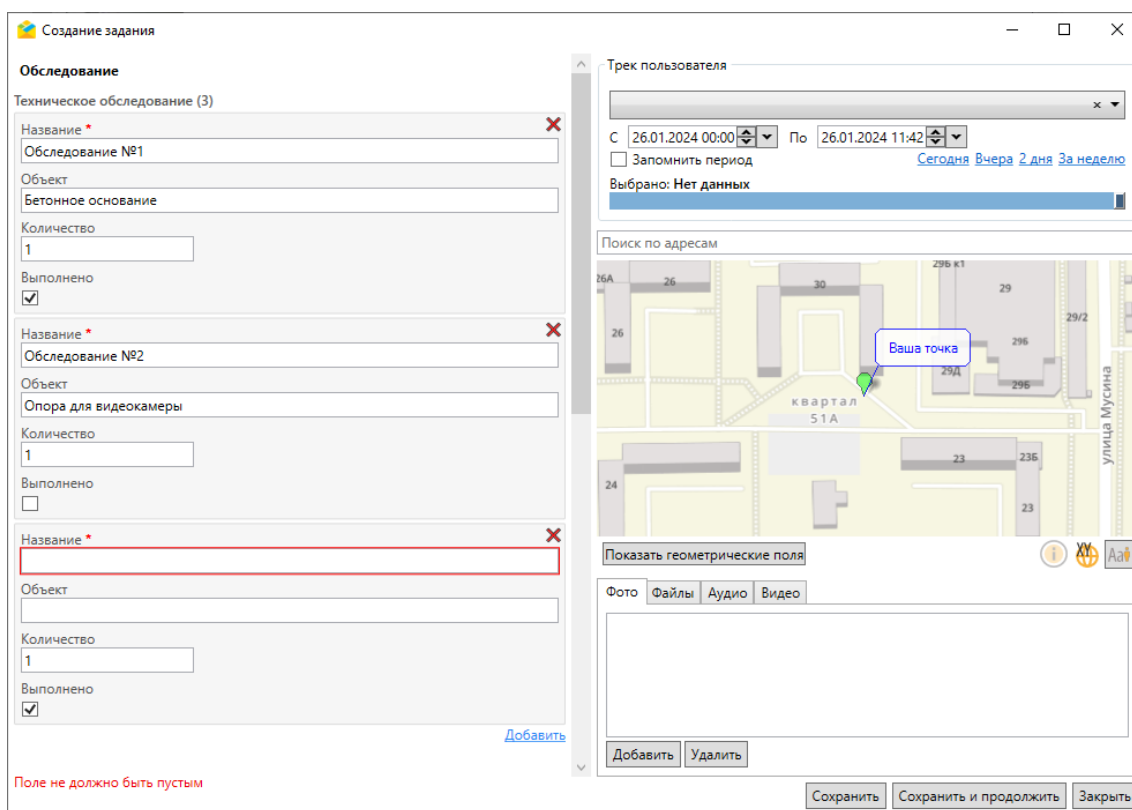 Создание задания
Обследование
Техническое обследование (3)
Название *
Обследование №1
Объект
Бетонное основание
Количество
1
Выполнено
Название *
Обследование №2
Объект
Опора для видеокамеры
Количество
1
Выполнено
Название *
Объект
Количество
1
Выполнено
Добавить
Поле не должно быть пустым
Трек пользователя
С 26.01.2024 00:00 По 26.01.2024 11:42
Запомнить период
Сегодня Вчера 2 дня За неделю
Выбрано: Нет данных
Поиск по адресам
26А
26
30
29Б к1
29
29/2
26
Ваша точка
29Б
29Д
29Б
квартал
51А
улица Мусина
23
23Б
24
23
Показать геометрические поля
XY
Аа
Фото Файлы Аудио Видео
Добавить Удалить
Сохранить Сохранить и продолжить Закрыть